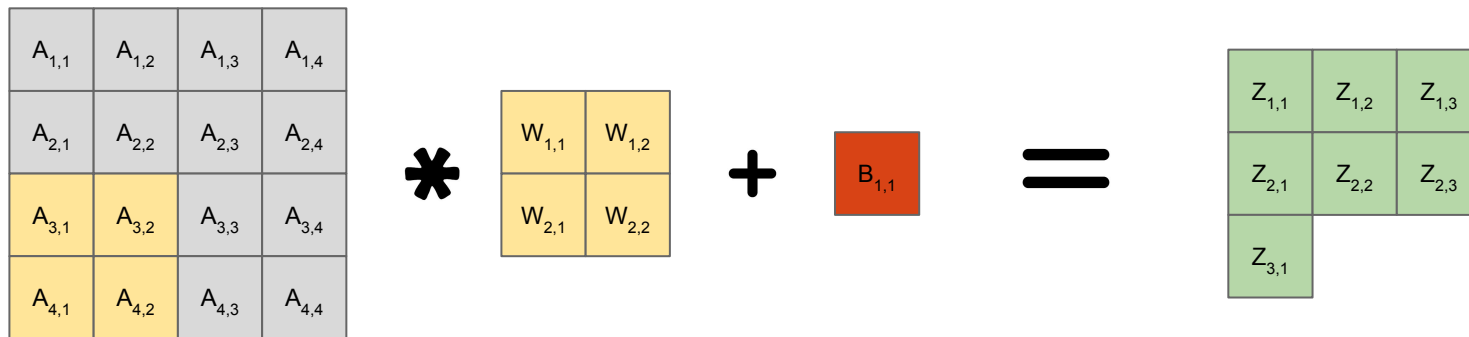 A1,1 A1,2 A1,3 A1,4
A2,1 A2,2 A2,3 A2,4
A3,1 A3,2 A3,3 A3,4
A4,1 A4,2 A4,3 A4,4
*
W1,1 W1,2
W2,1 W2,2
+
B1,1
=
Z1,1 Z1,2 Z1,3
Z2,1 Z2,2 Z2,3
Z3,1